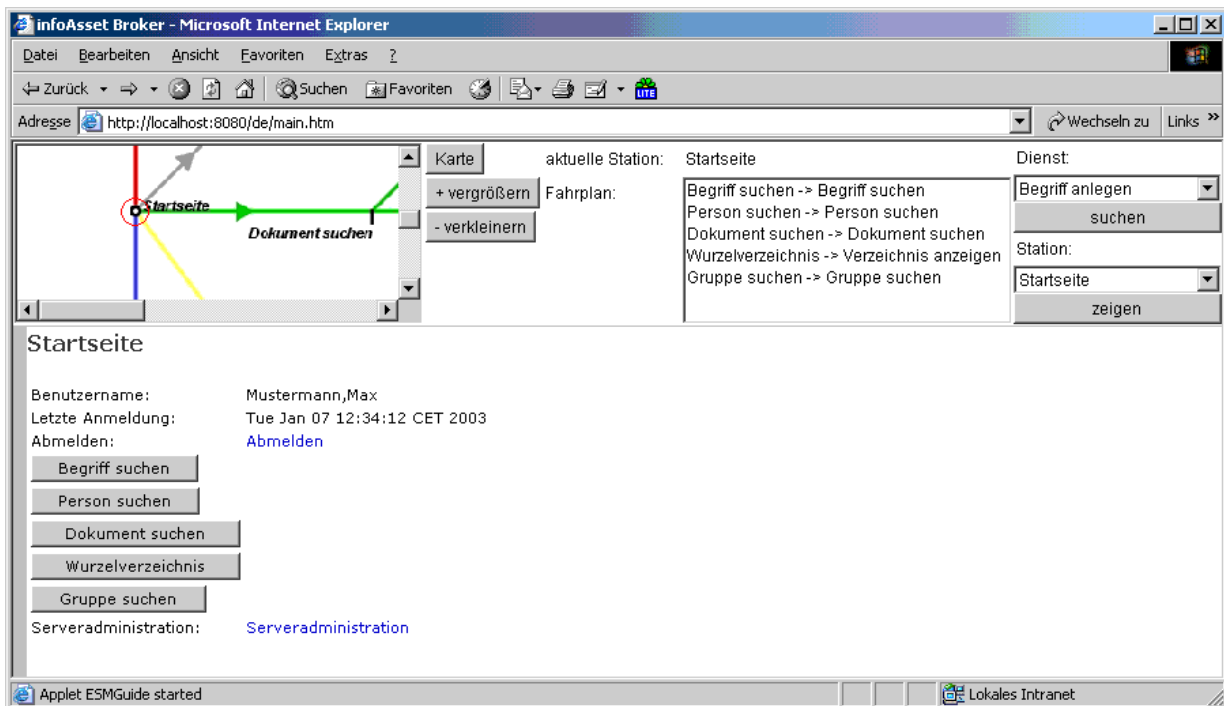 infoAsset Broker - Microsoft Internet Explorer
Datei Bearbeiten Ansicht Favoriten Extras ?
Zurück Suchen Favoriten LITE
Adresse http://localhost:8080/de/main.htm Wechseln zu Links »
Startseite
Dokument suchen
Karte
+ vergrößern
- verkleinern
aktuelle Station: Startseite
Fahrplan:
Begriff suchen -> Begriff suchen
Person suchen -> Person suchen
Dokument suchen -> Dokument suchen
Wurzelverzeichnis -> Verzeichnis anzeigen
Gruppe suchen -> Gruppe suchen
Dienst:
Begriff anlegen
suchen
Station:
Startseite
zeigen
Startseite
Benutzername: Mustermann,Max
Letzte Anmeldung: Tue Jan 07 12:34:12 CET 2003
Abmelden: Abmelden
Begriff suchen
Person suchen
Dokument suchen
Wurzelverzeichnis
Gruppe suchen
Serveradministration: Serveradministration
Applet ESMGuide started Lokales Intranet